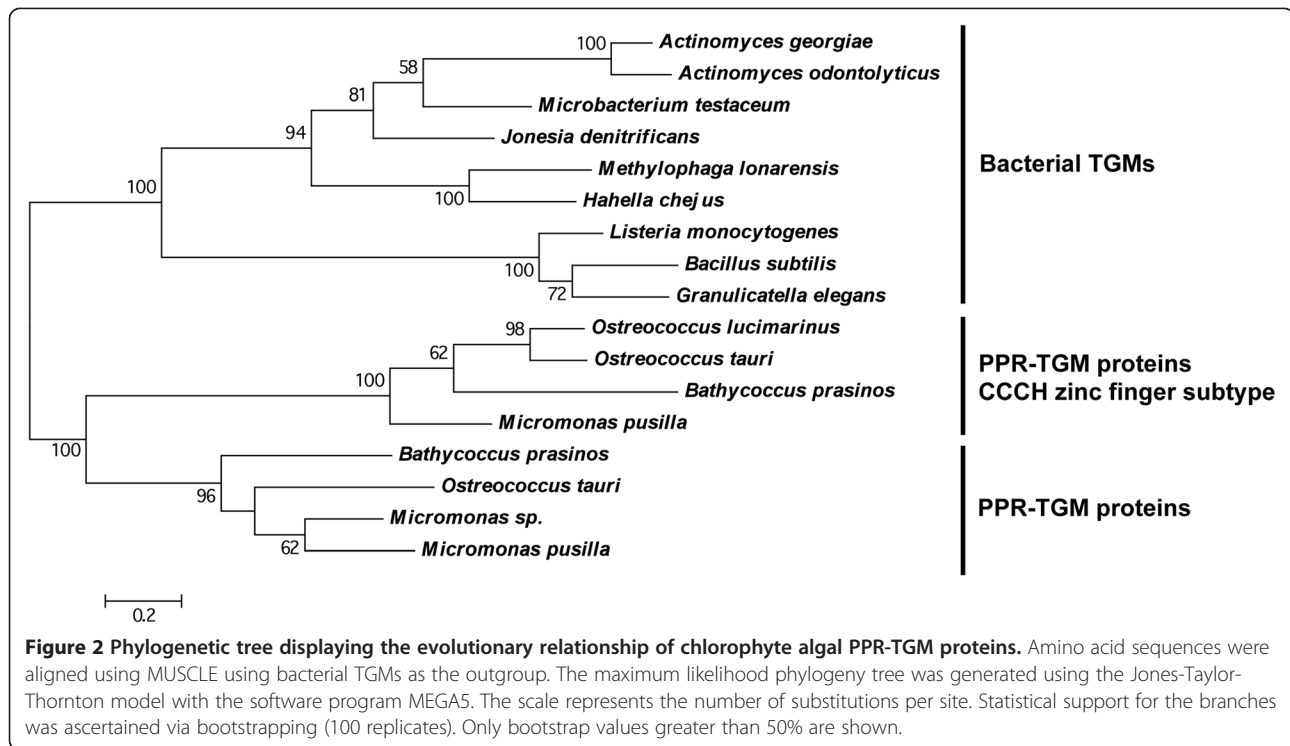 100
Actinomyces georgiae
Actinomyces odontolyticus
58
Microbacterium testaceum
81
Jonesia denitrificans
94
Methylophaga lonarensis
100
Hahella chejus
100
Listeria monocytogenes
100
Bacillus subtilis
72
Granulicatella elegans
Bacterial TGMs
98
Ostreococcus lucimarinus
Ostreococcus tauri
62
Bathycoccus prasinos
100
Micromonas pusilla
PPR-TGM proteins
CCCH zinc finger subtype
100
Bathycoccus prasinos
96
Ostreococcus tauri
Micromonas sp.
62
Micromonas pusilla
PPR-TGM proteins
0.2
Figure 2 Phylogenetic tree displaying the evolutionary relationship of chlorophyte algal PPR-TGM proteins. Amino acid sequences were
aligned using MUSCLE using bacterial TGMs as the outgroup. The maximum likelihood phylogeny tree was generated using the Jones-Taylor-
Thornton model with the software program MEGA5. The scale represents the number of substitutions per site. Statistical support for the branches
was ascertained via bootstrapping (100 replicates). Only bootstrap values greater than 50% are shown.